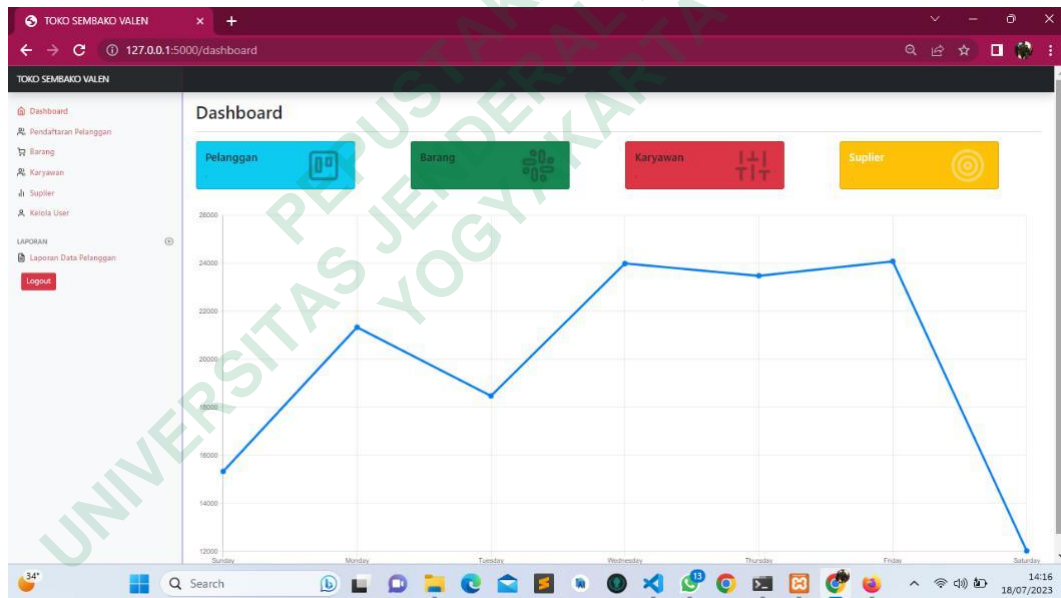 TOKO SEMBAKO VALEN
127.0.0.1:5000/dashboard
TOKO SEMBAKO VALEN
Dashboard
Pendaftaran Pelanggan
Barang
Karyawan
Suplier
Kelola User
LAPORAN
Laporan Data Pelanggan
Logout
Dashboard
Pelanggan
Barang
Karyawan
Suplier
26000
24000
22000
20000
18000
16000
14000
12000
Sunday
Monday
Tuesday
Wednesday
Thursday
Friday
Saturday
UNIVERSITAS JENDERAL
YOGYAKARTA
34°
Search
13
14:16
18/07/2023